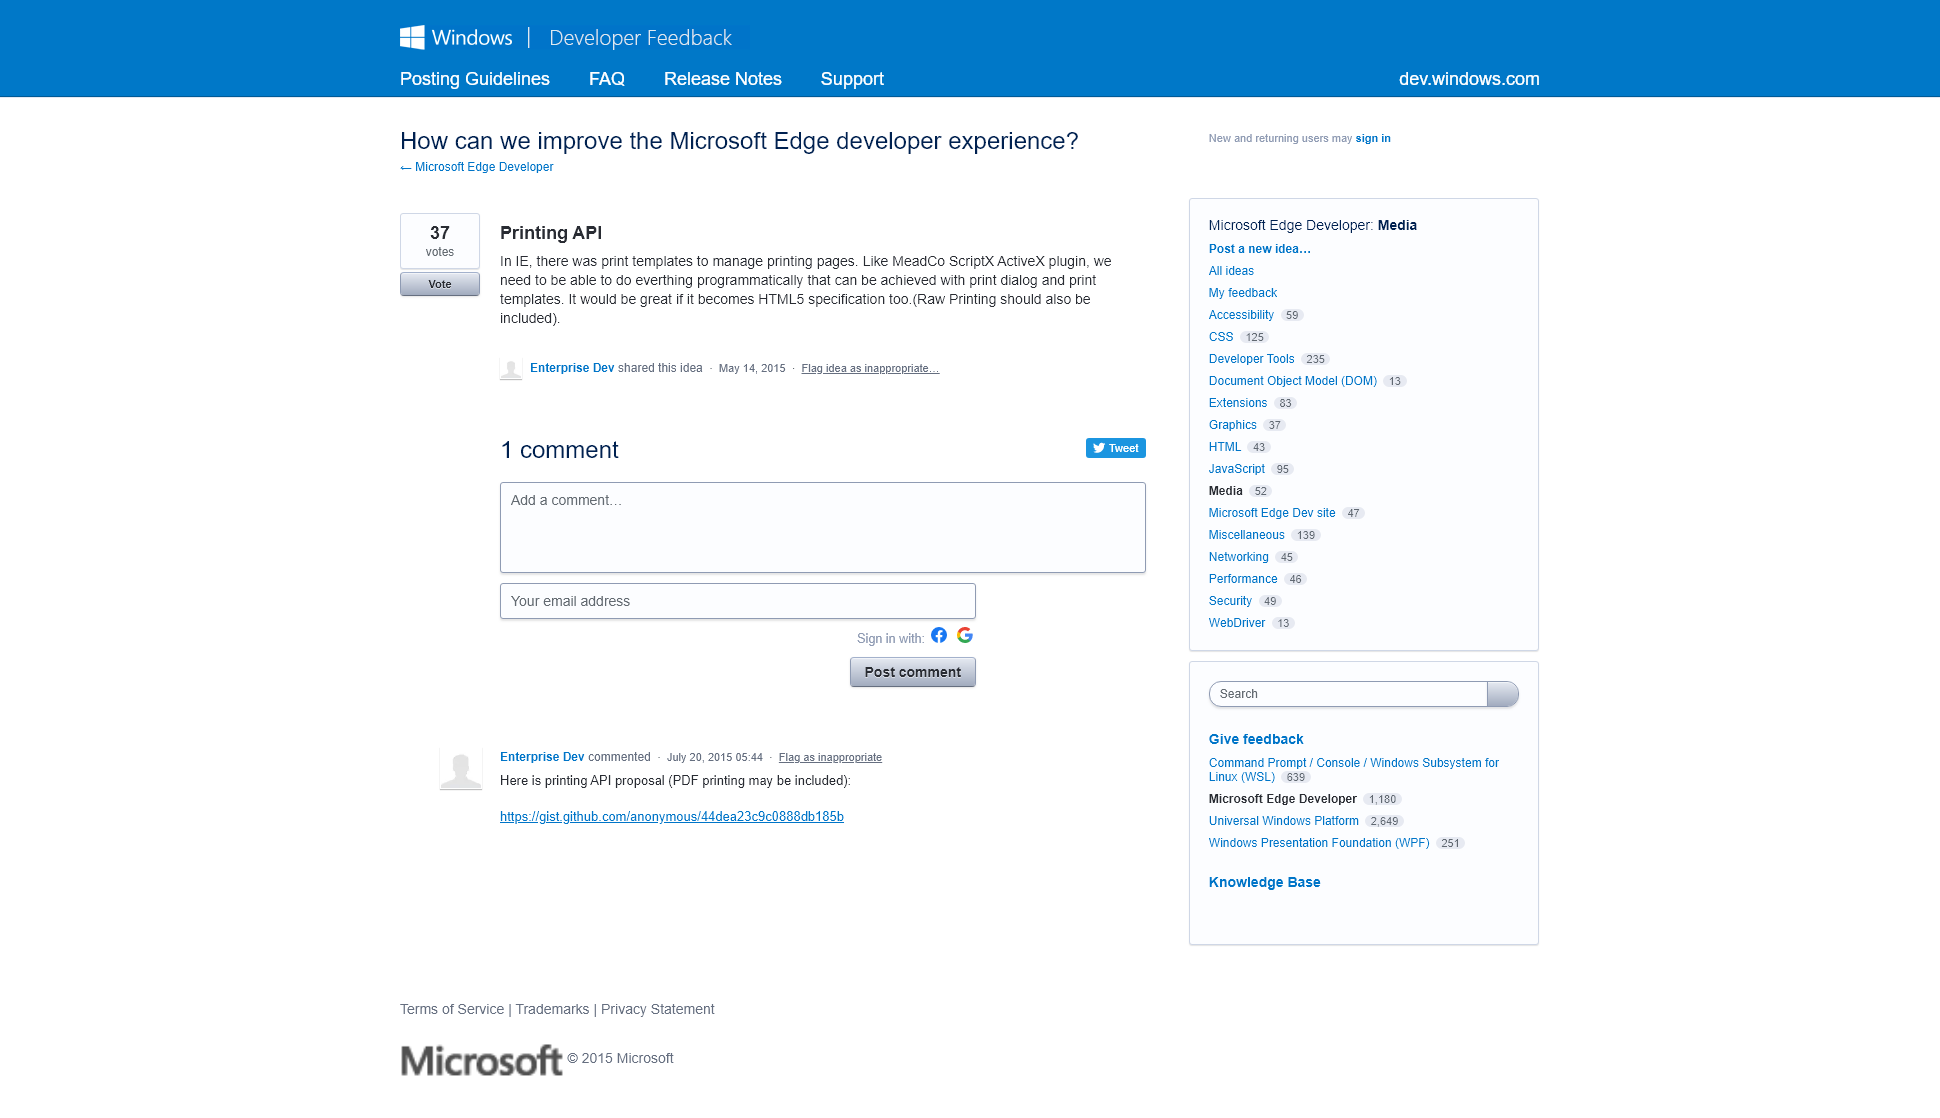 Windows | Developer Feedback
Posting Guidelines FAQ Release Notes Support dev.windows.com
How can we improve the Microsoft Edge developer experience?
← Microsoft Edge Developer
New and returning users may sign in
37
votes
Vote
Printing API
In IE, there was print templates to manage printing pages. Like MeadCo ScriptX ActiveX plugin, we
need to be able to do everthing programmatically that can be achieved with print dialog and print
templates. It would be great if it becomes HTML5 specification too.(Raw Printing should also be
included).
Enterprise Dev shared this idea · May 14, 2015 · Flag idea as inappropriate…
1 comment
Tweet
Add a comment…
Your email address
Sign in with:
Post comment
Enterprise Dev commented · July 20, 2015 05:44 · Flag as inappropriate
Here is printing API proposal (PDF printing may be included):
https://gist.github.com/anonymous/44dea23c9c0888db185b
Microsoft Edge Developer: Media
Post a new idea…
All ideas
My feedback
Accessibility 59
CSS 125
Developer Tools 235
Document Object Model (DOM) 13
Extensions 83
Graphics 37
HTML 43
JavaScript 95
Media 52
Microsoft Edge Dev site 47
Miscellaneous 139
Networking 45
Performance 46
Security 49
WebDriver 13
Search
Give feedback
Command Prompt / Console / Windows Subsystem for
Linux (WSL) 639
Microsoft Edge Developer 1,180
Universal Windows Platform 2,649
Windows Presentation Foundation (WPF) 251
Knowledge Base
Terms of Service | Trademarks | Privacy Statement
Microsoft © 2015 Microsoft